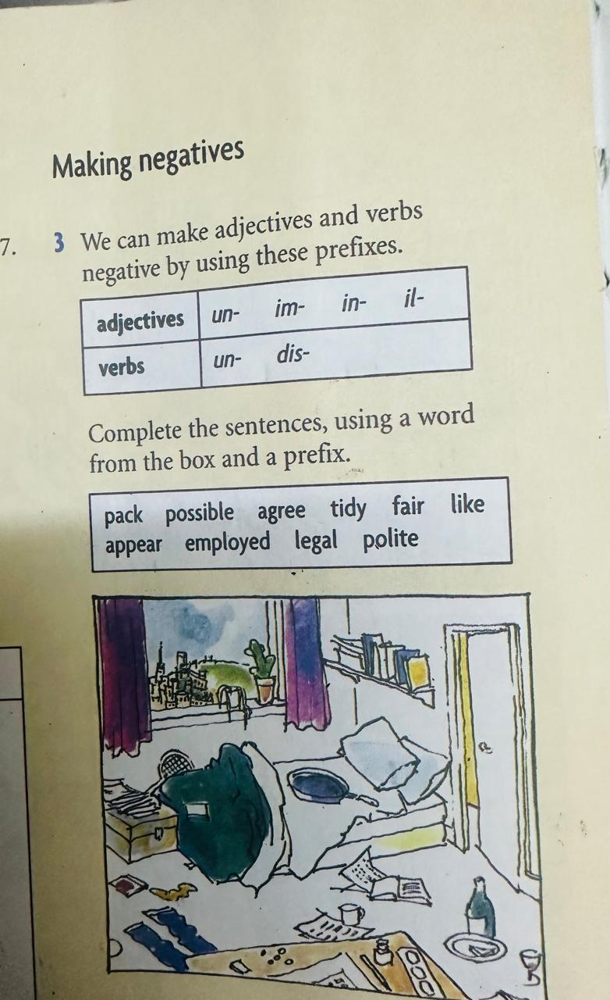 Making negatives
7.
3 We can make adjectives and verbs
negative by using these prefixes.
adjectives un- im- in- il-
verbs un- dis-
Complete the sentences, using a word
from the box and a prefix.
pack possible agree tidy fair like
appear employed legal polite